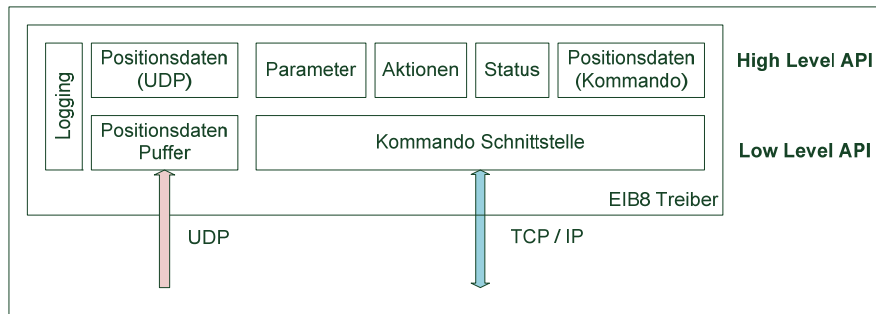 Logging
Positionsdaten
(UDP)
Parameter
Aktionen
Status
Positionsdaten
(Kommando)
High Level API
Positionsdaten
Puffer
Kommando Schnittstelle
Low Level API
EIB8 Treiber
UDP
TCP / IP